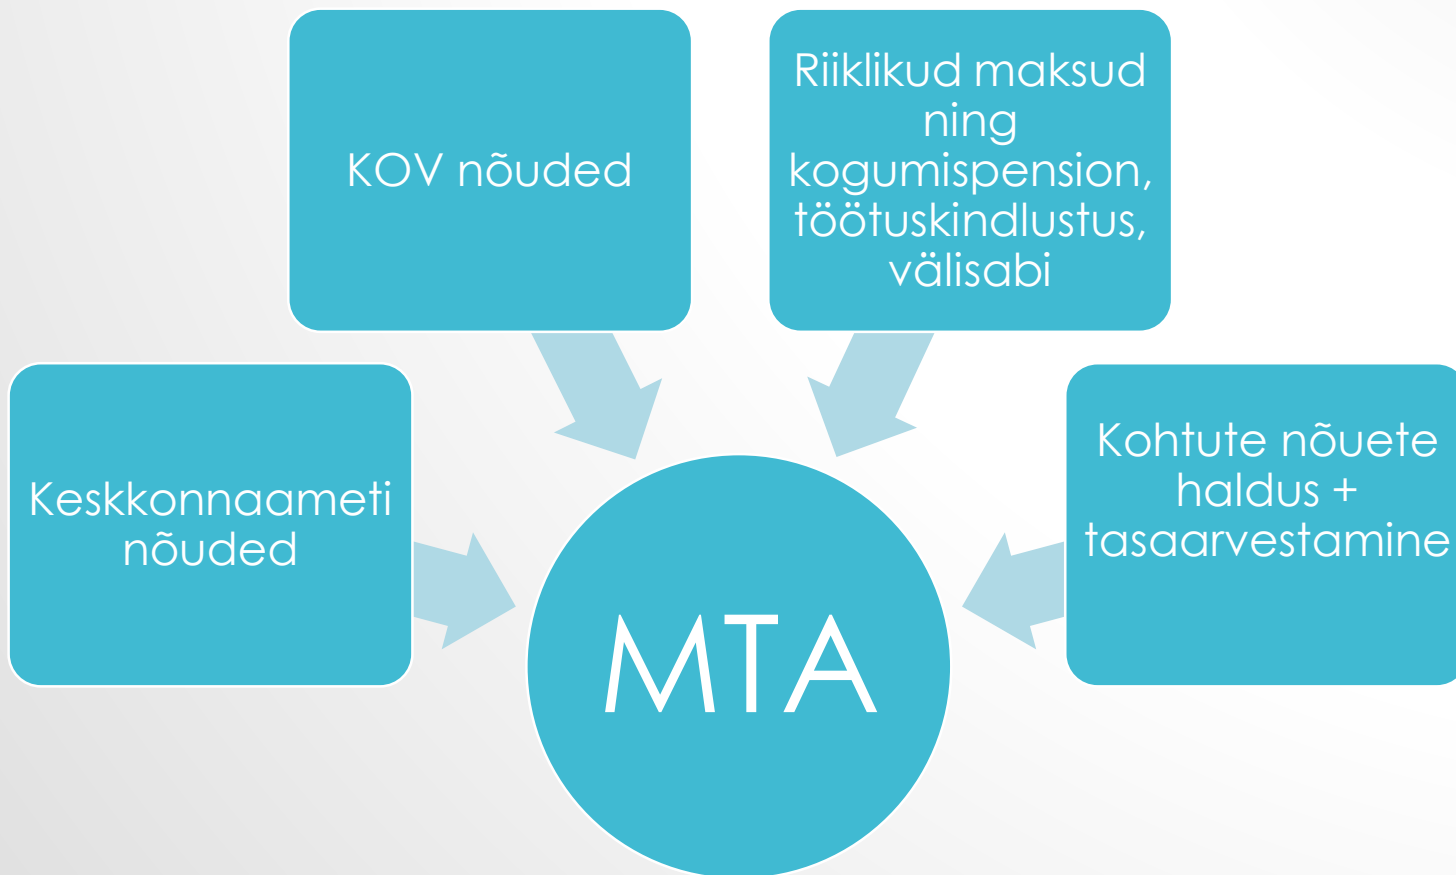 KOV nõuded
Riiklikud maksud
ning
kogumispension,
töötuskindlustus,
välisabi
Keskkonnaameti
nõuded
Kohtute nõuete
haldus +
tasaarvestamine
MTA